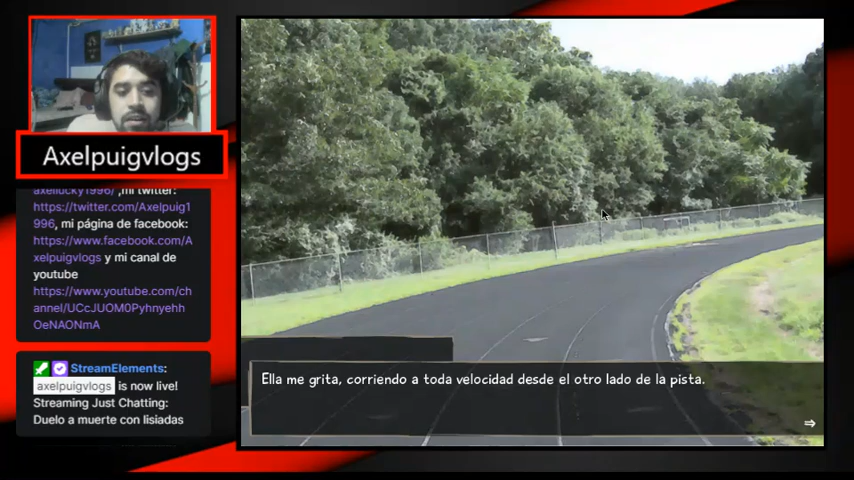 Axelpuigvlogs
axellucky1996/ ,mi twitter:
https://twitter.com/Axelpuig1
996, mi página de facebook:
https://www.facebook.com/A
xelpuigvlogs y mi canal de
youtube
https://www.youtube.com/ch
annel/UCcJUOM0Pyhnyehh
OeNAONmA
StreamElements:
axelpuigvlogs is now live!
Streaming Just Chatting:
Duelo a muerte con lisiadas
Ella me grita, corriendo a toda velocidad desde el otro lado de la pista.